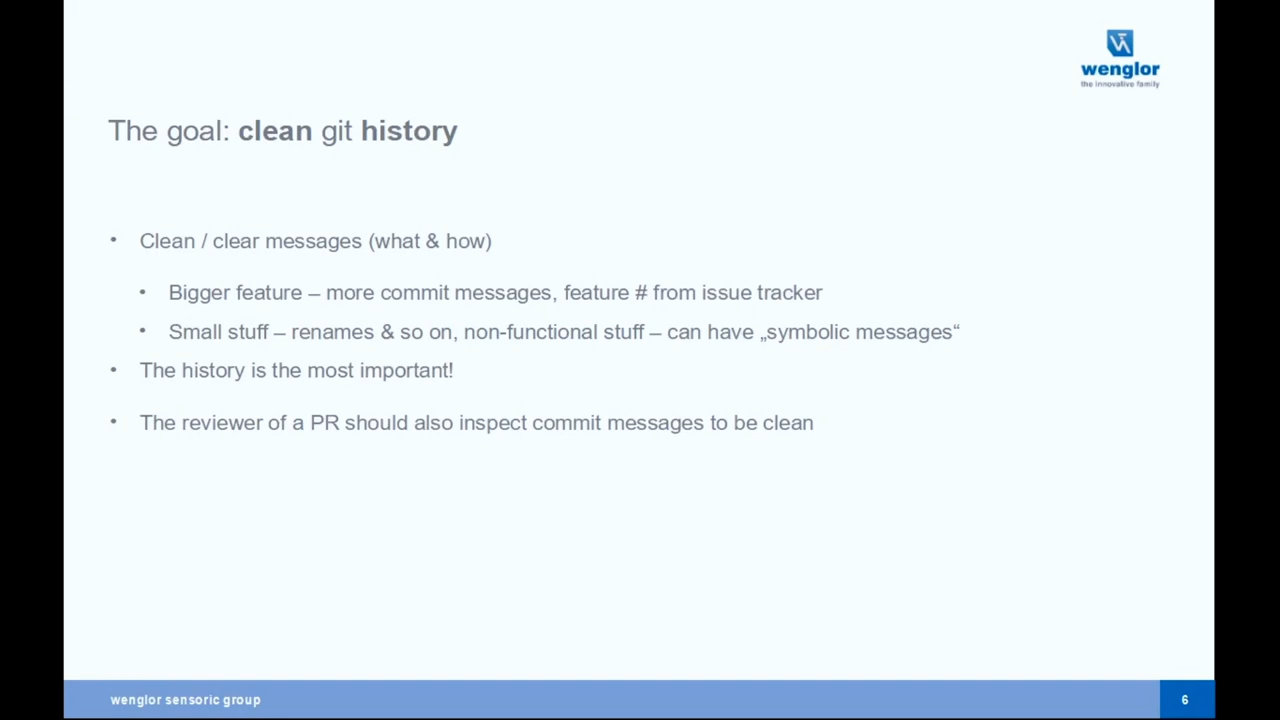 wenglor
the innovative family
The goal: clean git history
• Clean / clear messages (what & how)
• Bigger feature – more commit messages, feature # from issue tracker
• Small stuff – renames & so on, non-functional stuff – can have „symbolic messages“
• The history is the most important!
• The reviewer of a PR should also inspect commit messages to be clean
wenglor sensoric group
6